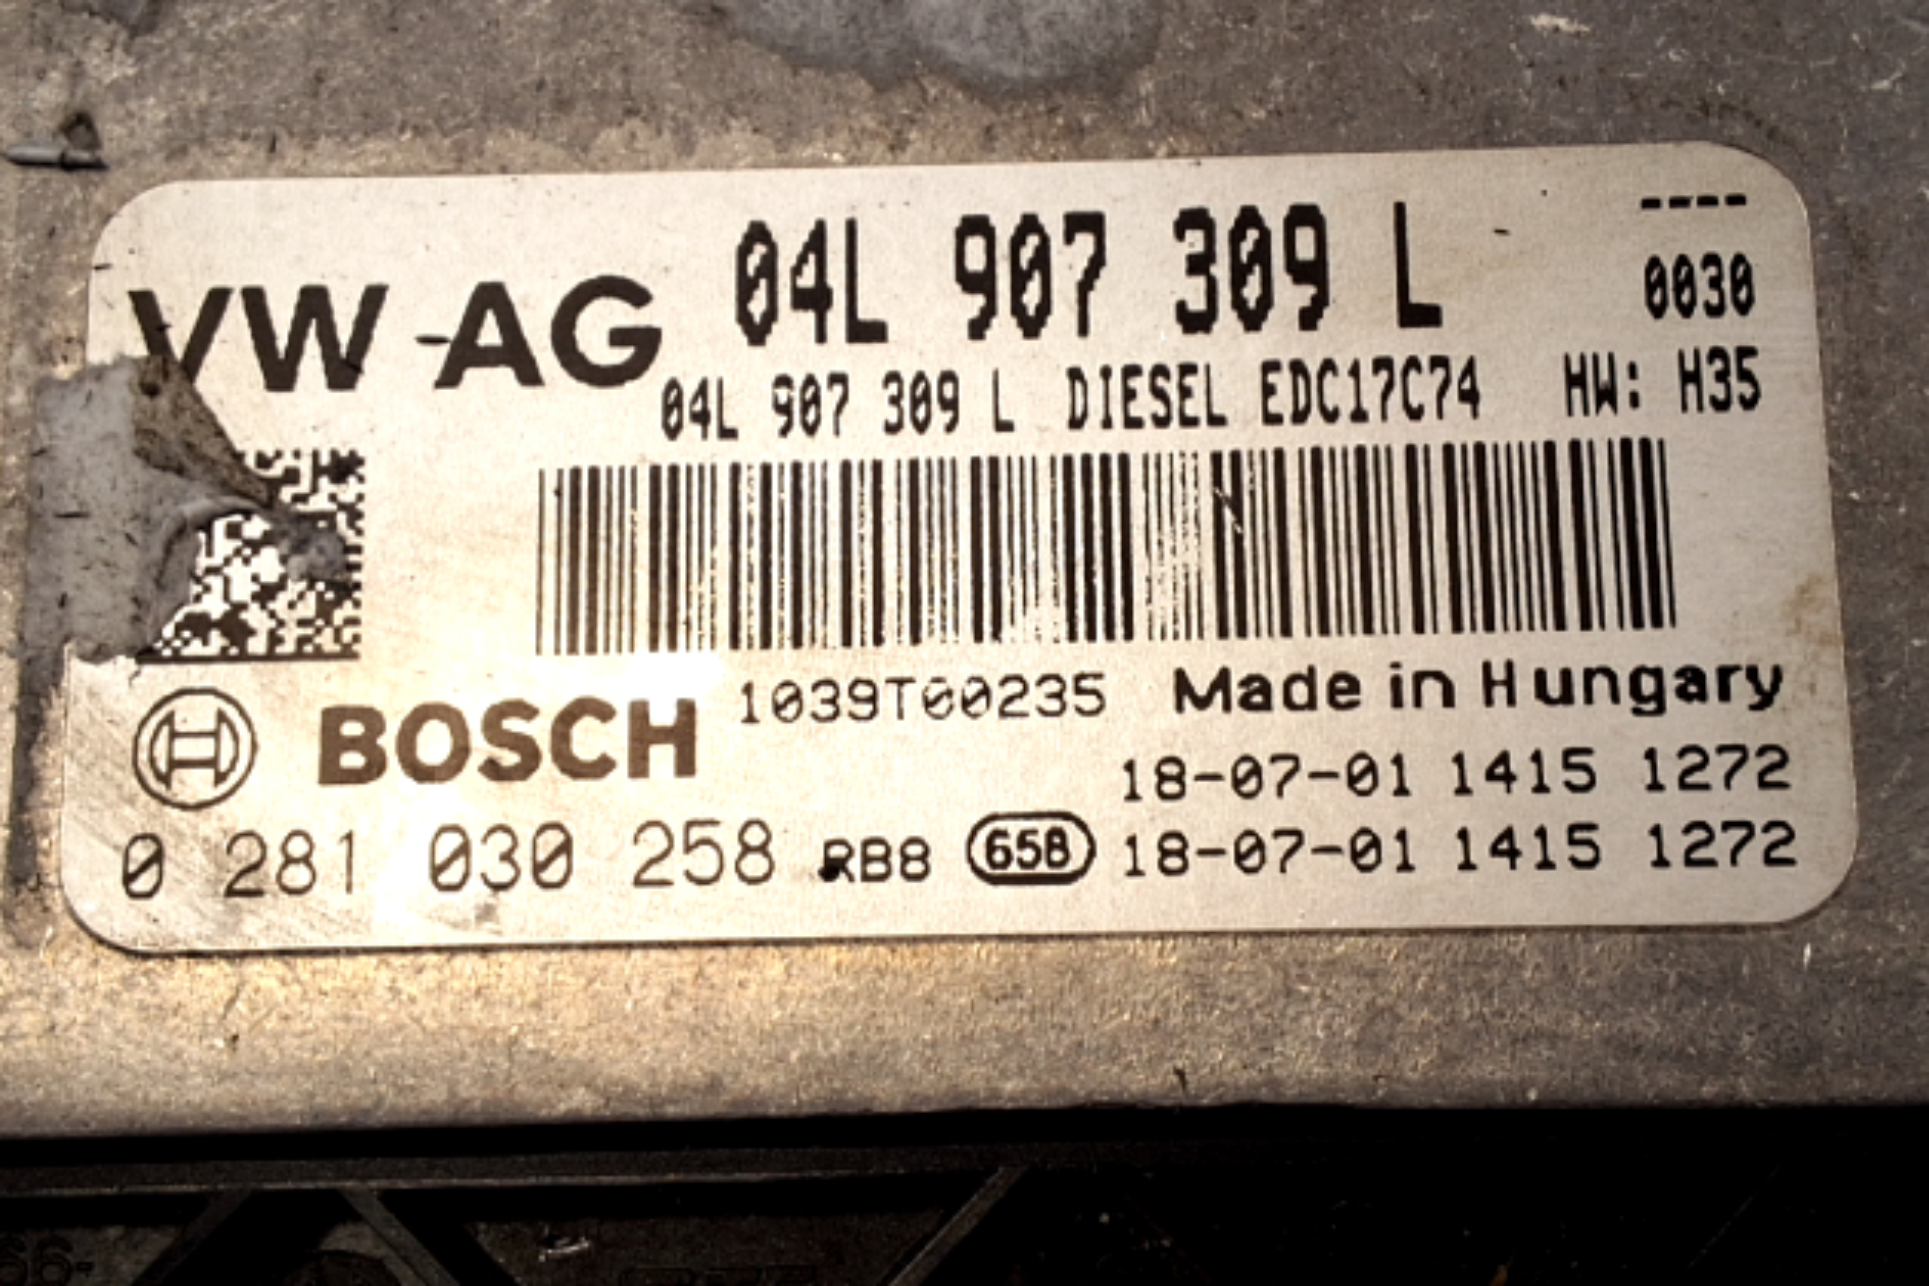 VW AG 04L 907 309 L ----
0030
04L 907 309 L DIESEL EDC17C74 HW: H35
BOSCH 1039T00235 Made in Hungary
18-07-01 1415 1272
0 281 030 258 RB8 658 18-07-01 1415 1272